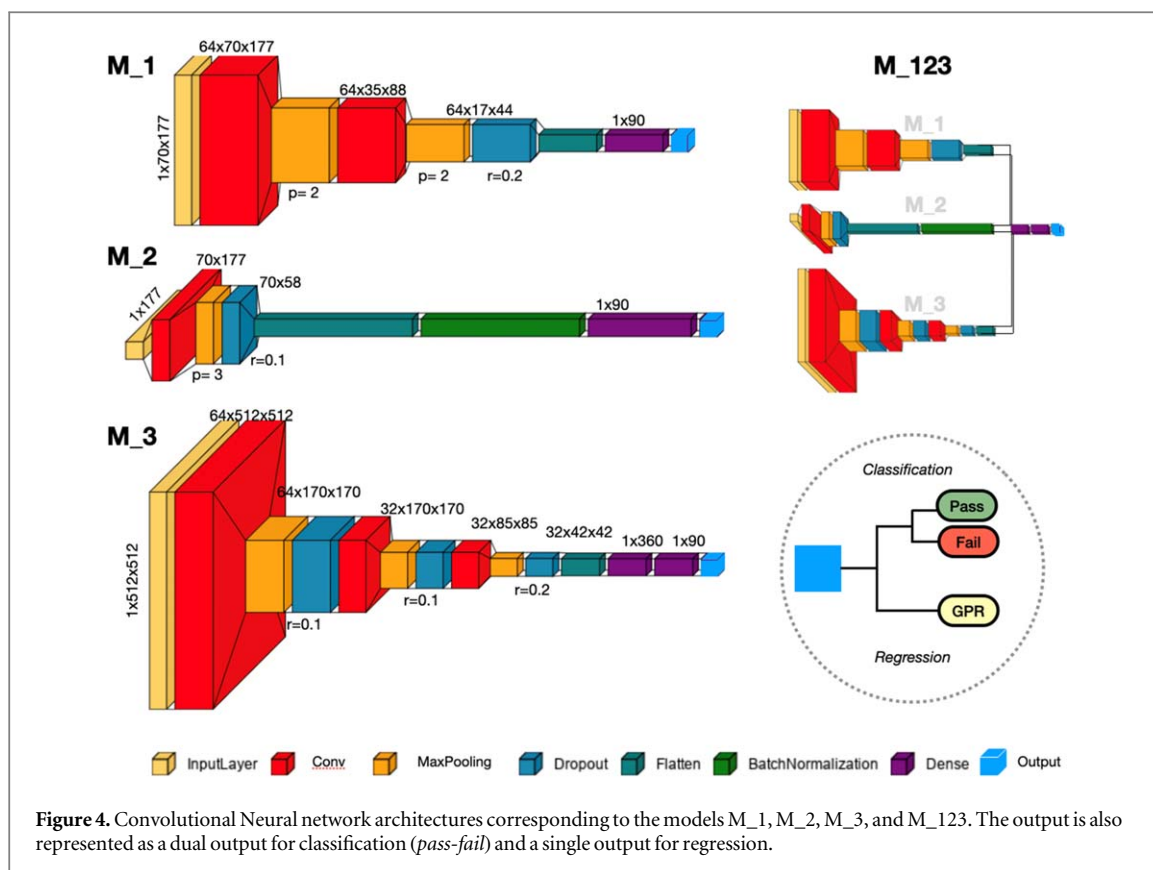 M_1
64x70x177
1x70x177
p= 2
64x35x88
p= 2
64x17x44
r=0.2
1x90
M_2
1x177
70x177
p= 3
70x58
r=0.1
1x90
M_3
1x512x512
64x512x512
64x170x170
r=0.1
32x170x170
r=0.1
32x85x85
r=0.2
32x42x42
1x360
1x90
M_123
M_1
M_2
M_3
Classification
Pass
Fail
GPR
Regression
InputLayer Conv MaxPooling Dropout Flatten BatchNormalization Dense Output
Figure 4. Convolutional Neural network architectures corresponding to the models M_1, M_2, M_3, and M_123. The output is also
represented as a dual output for classification (pass-fail) and a single output for regression.